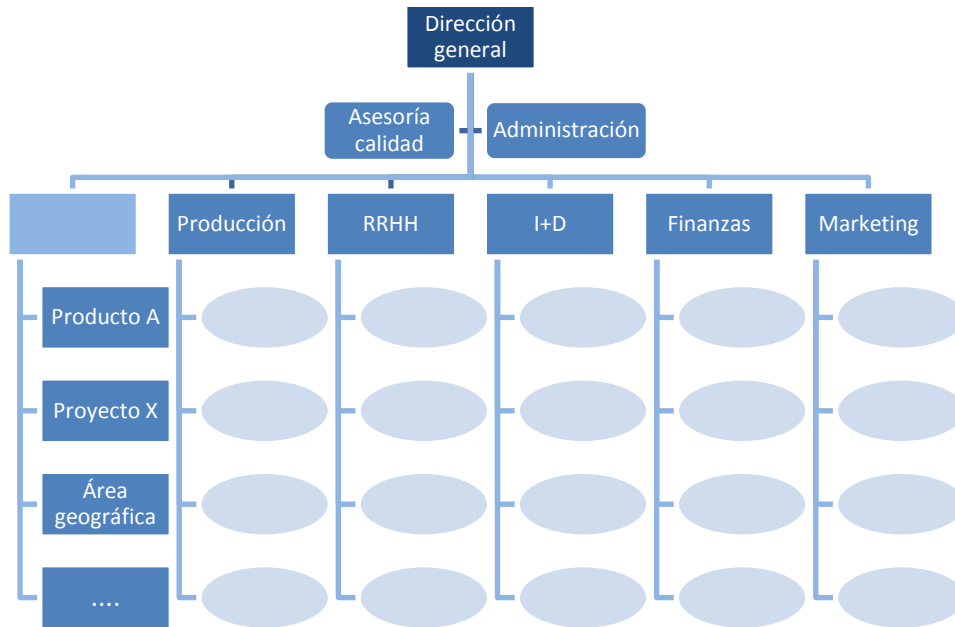 Dirección
general
Asesoría
calidad
Administración
Producción
RRHH
I+D
Finanzas
Marketing
Producto A
Proyecto X
Área
geográfica
....